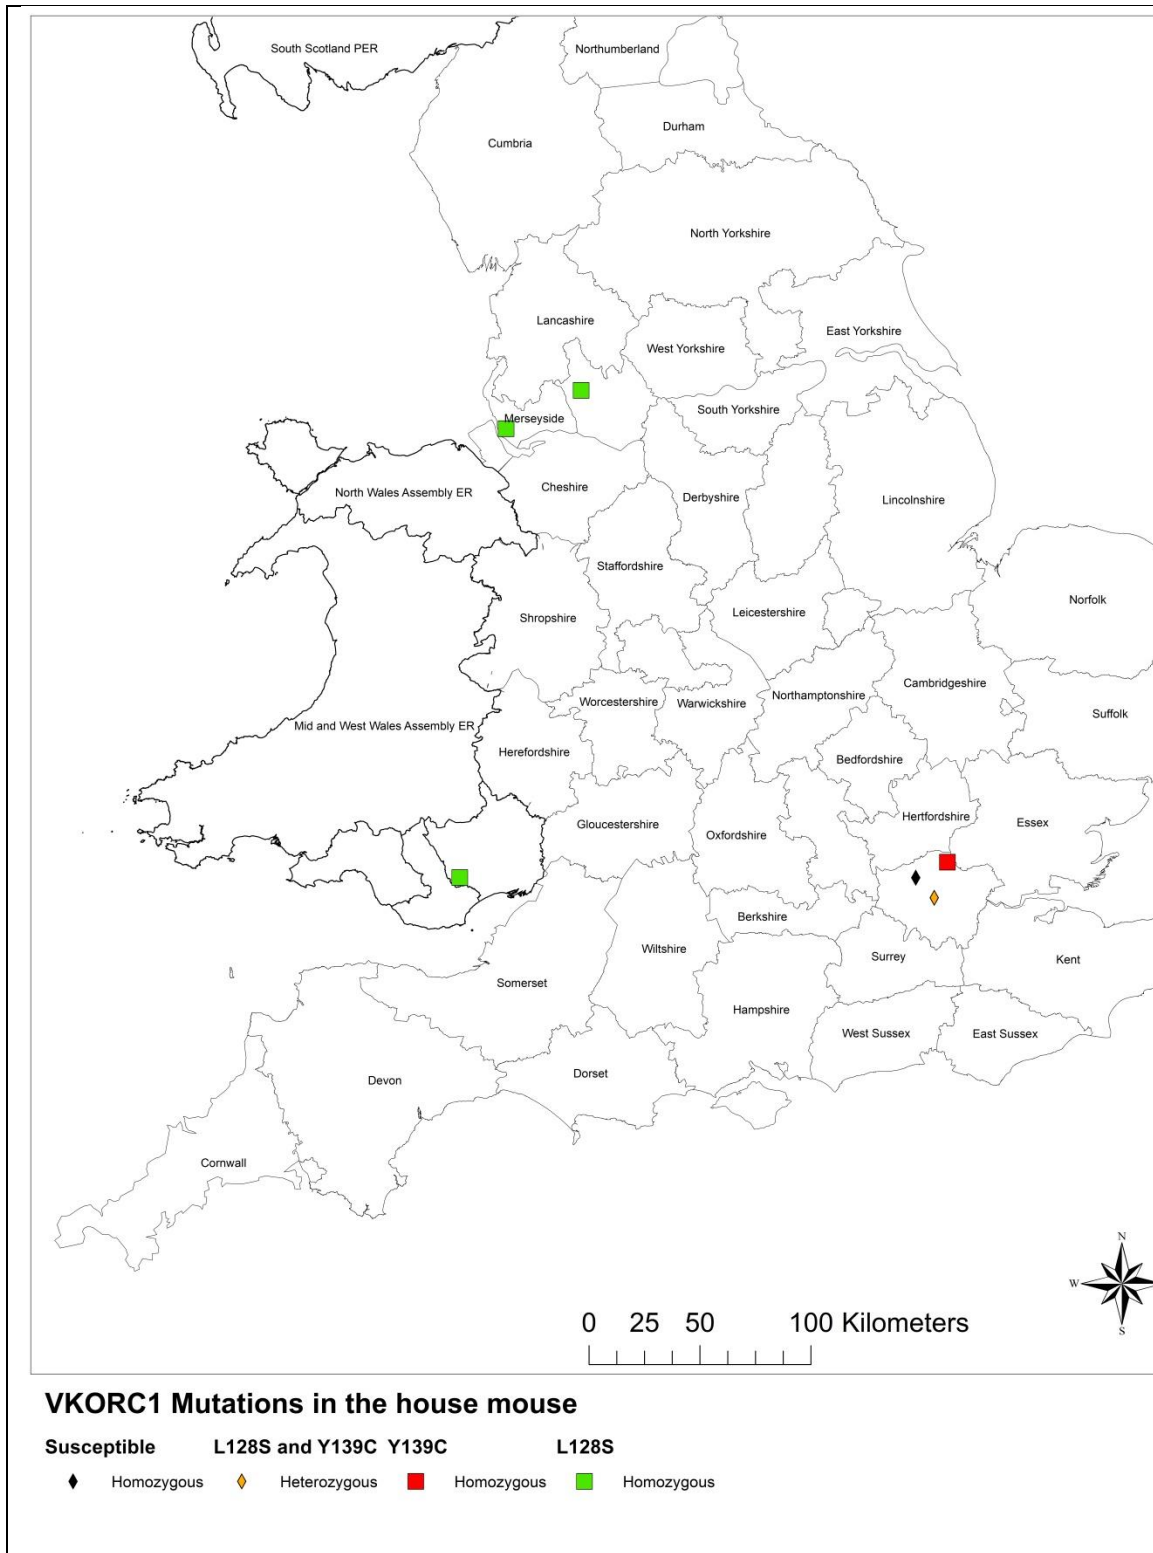 South Scotland PER
Northumberland
Durham
Cumbria
North Yorkshire
Lancashire
East Yorkshire
West Yorkshire
South Yorkshire
Merseyside
Cheshire
North Wales Assembly ER
Derbyshire
Lincolnshire
Staffordshire
Norfolk
Leicestershire
Shropshire
Cambridgeshire
Northamptonshire
Worcestershire
Warwickshire
Suffolk
Mid and West Wales Assembly ER
Herefordshire
Bedfordshire
Hertfordshire
Essex
Gloucestershire
Oxfordshire
Berkshire
Wiltshire
Surrey
Kent
Somerset
Hampshire
West Sussex
East Sussex
Dorset
Devon
Cornwall
N
W
S
0 25 50 100 Kilometers
VKORC1 Mutations in the house mouse
Susceptible L128S and Y139C Y139C L128S
Homozygous Heterozygous Homozygous Homozygous